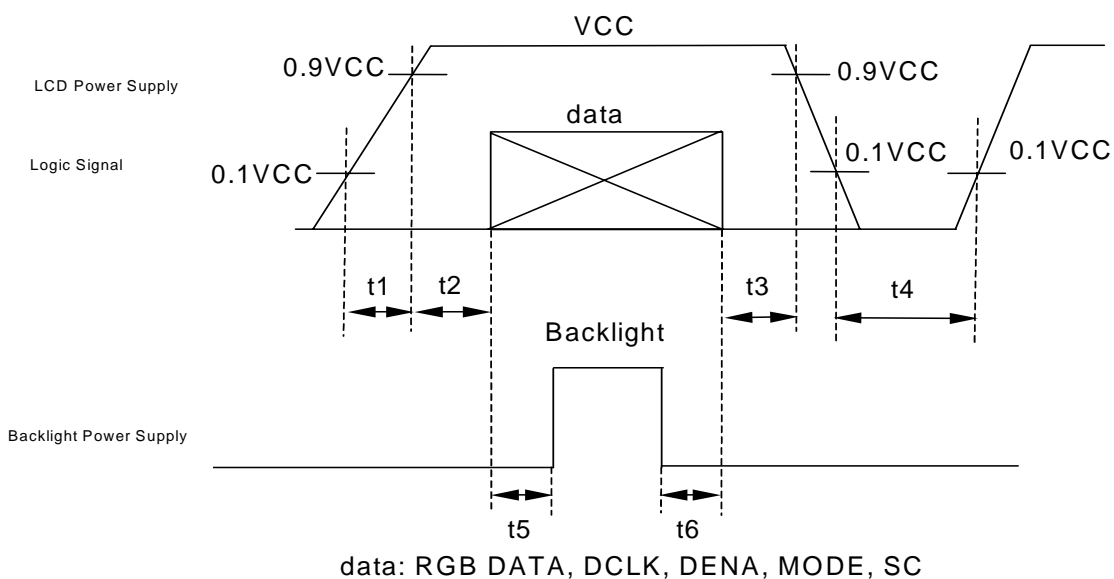 VCC
0.9VCC
0.9VCC
LCD Power Supply
data
Logic Signal
0.1VCC
0.1VCC
0.1VCC
t1
t2
t3
t4
Backlight
Backlight Power Supply
t5
t6
data: RGB DATA, DCLK, DENA, MODE, SC